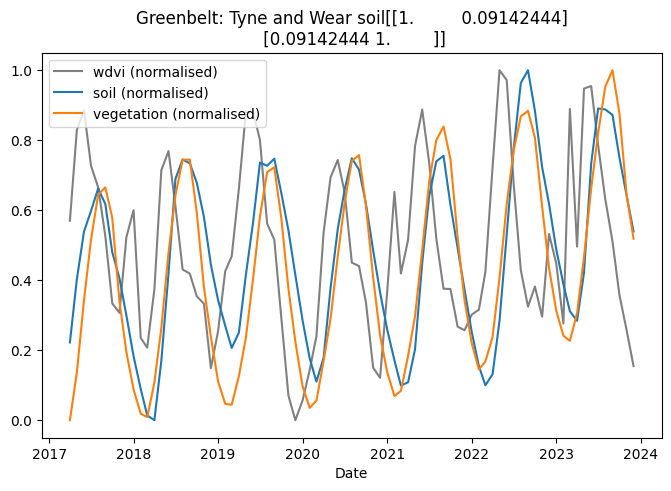 Greenbelt: Tyne and Wear soil[[1. 0.09142444]
[0.09142444 1. ]]
wdvi (normalised)
soil (normalised)
vegetation (normalised)
1.0
0.8
0.6
0.4
0.2
0.0
2017 2018 2019 2020 2021 2022 2023 2024
Date